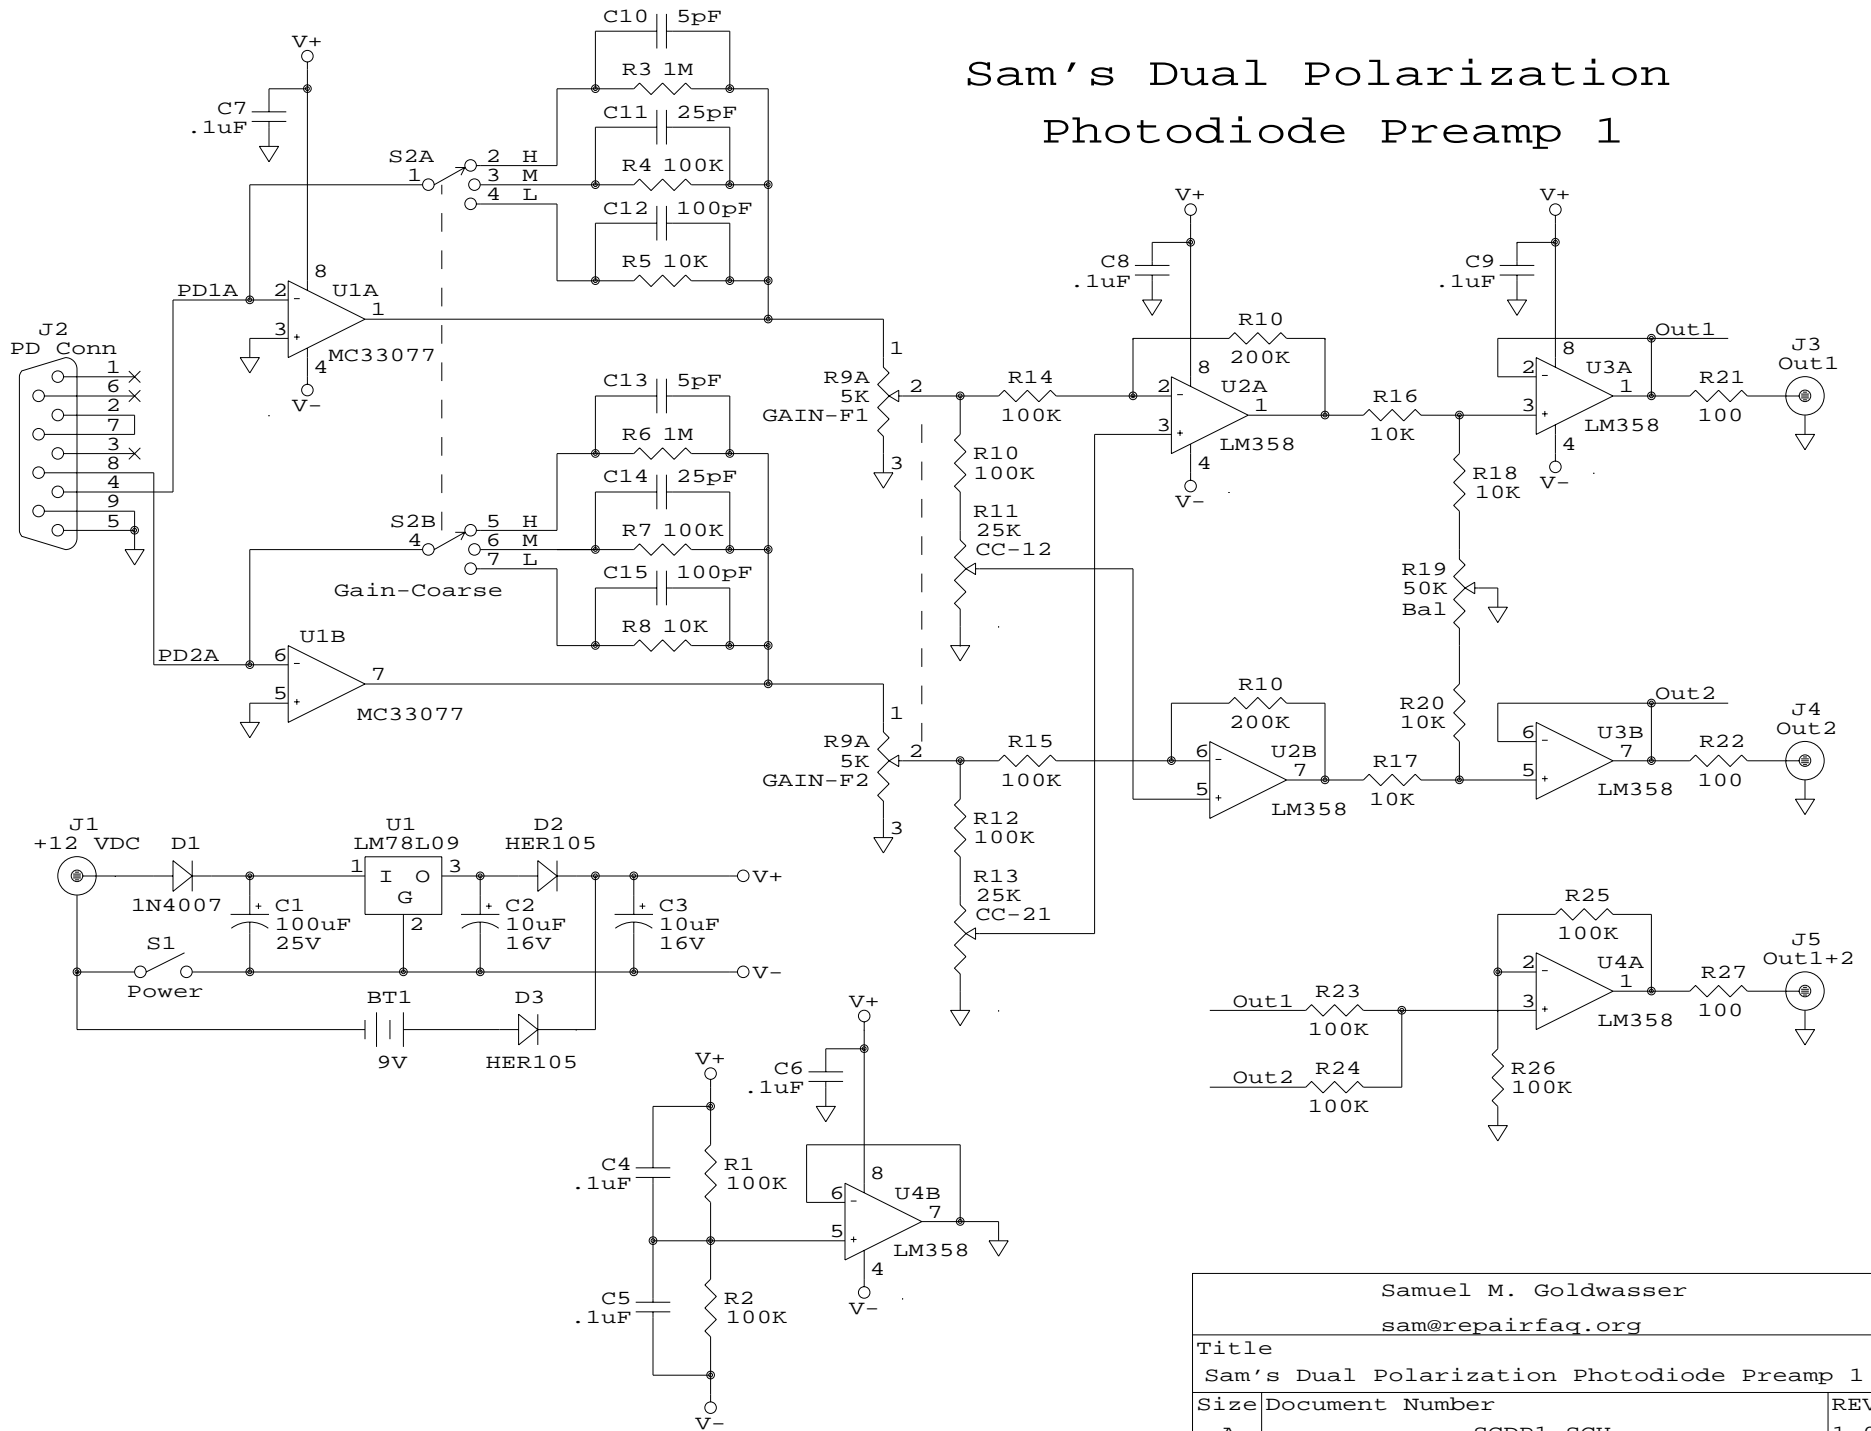 Sam's Dual Polarization
Photodiode Preamp 1
V+
C7
.1uF
C10 5pF
R3 1M
C11 25pF
R4 100K
C12 100pF
R5 10K
S2A
1
2 H
3 M
4 L
PD1A
8
2
-
3
+
U1A
1
MC33077
4
V-
J2
PD Conn
1
6
2
7
3
8
4
9
5
C13 5pF
R6 1M
C14 25pF
R7 100K
C15 100pF
R8 10K
S2B
4
5 H
6 M
7 L
Gain-Coarse
PD2A
U1B
6
-
5
+
7
MC33077
1
R9A
5K
GAIN-F1
2
3
1
R9A
5K
GAIN-F2
2
3
R14
100K
R10
100K
R11
25K
CC-12
R15
100K
R12
100K
R13
25K
CC-21
V+
C8
.1uF
R10
200K
8
2
-
3
+
U2A
1
LM358
4
V-
R10
200K
6
-
5
+
U2B
7
LM358
R16
10K
R18
10K
R19
50K
Bal
R20
10K
R17
10K
V+
C9
.1uF
Out1
8
2
-
3
+
U3A
1
LM358
4
V-
R21
100
J3
Out1
Out2
6
-
5
+
U3B
7
LM358
R22
100
J4
Out2
J1
+12 VDC
D1
1N4007
+
C1
100uF
25V
U1
LM78L09
1
I O
G
3
2
+
C2
10uF
16V
D2
HER105
+
C3
10uF
16V
V+
V-
S1
Power
BT1
9V
D3
HER105
V+
C4
.1uF
R1
100K
C5
.1uF
R2
100K
V-
V+
C6
.1uF
8
6
-
5
+
U4B
7
LM358
4
V-
Out1
R23
100K
Out2
R24
100K
R25
100K
2
-
3
+
U4A
1
LM358
R26
100K
R27
100
J5
Out1+2
Samuel M. Goldwasser
sam@repairfaq.org
Title
Sam's Dual Polarization Photodiode Preamp 1
Size Document Number